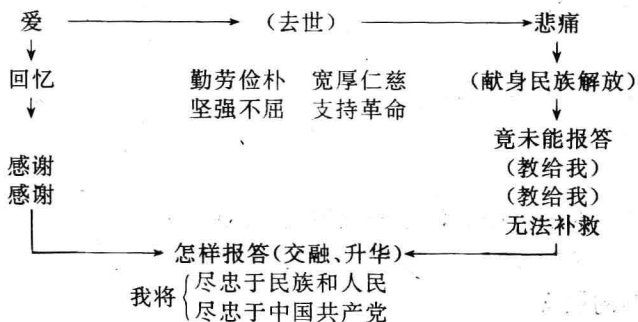 爱 (去世) 悲痛
回忆 勤劳俭朴 宽厚仁慈 (献身民族解放)
坚强不屈 支持革命
竟未能报答
感谢 (教给我)
感谢 (教给我)
无法补救
怎样报答(交融、升华)
我将 尽忠于民族和人民
尽忠于中国共产党